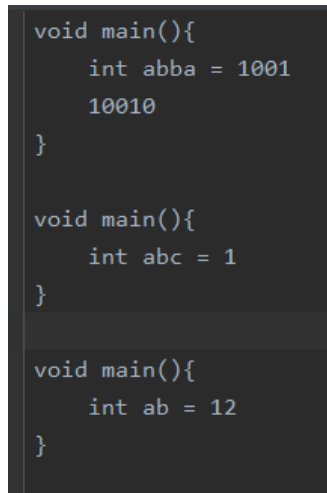 void main(){
    int abba = 1001
    10010
}
void main(){
    int abc = 1
}
void main(){
    int ab = 12
}